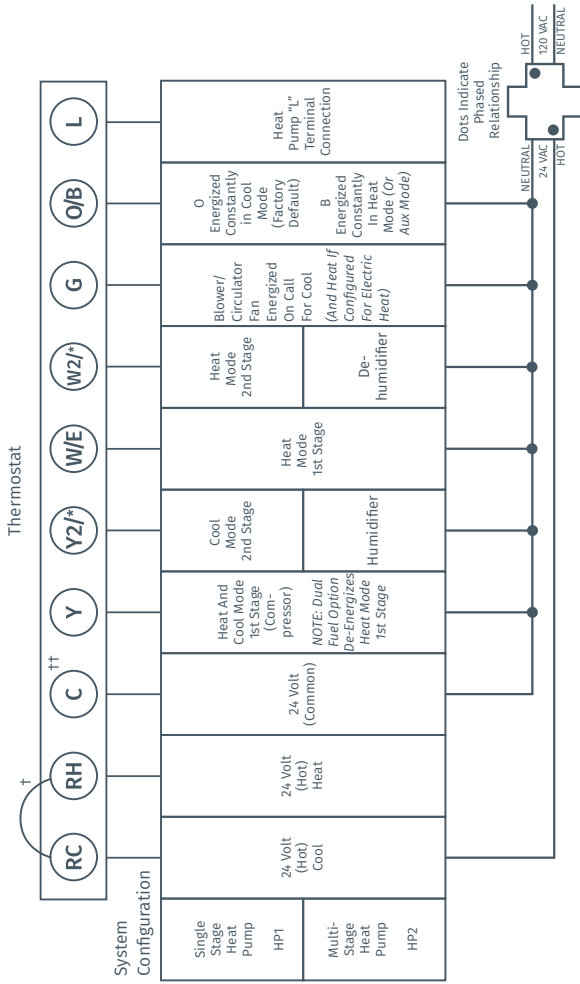 Thermostat
†
††
RC
RH
C
Y
Y2/*
W/E
W2/*
G
O/B
L
System
Configuration
Single
Stage
Heat
Pump
HP1
Multi-
Stage
Heat
Pump
HP2
24 Volt
(Hot)
Cool
24 Volt
(Hot)
Heat
24 Volt
(Common)
Heat And
Cool Mode
1st Stage
(Com-
pressor)
NOTE: Dual
Fuel Option
De-Energizes
Heat Mode
1st Stage
Cool
Mode
2nd Stage
Humidifier
Heat
Mode
1st Stage
Heat
Mode
2nd Stage
De-
humidifier
Blower/
Circulator
Fan
Energized
On Call
For Cool
(And Heat If
Configured
For Electric
Heat)
O
Energized
Constantly
in Cool
Mode
(Factory
Default)
B
Energized
Constantly
In Heat
Mode (Or
Aux Mode)
Heat
Pump "L"
Terminal
Connection
Dots Indicate
Phased
Relationship
NEUTRAL
24 VAC
HOT
HOT
120 VAC
NEUTRAL